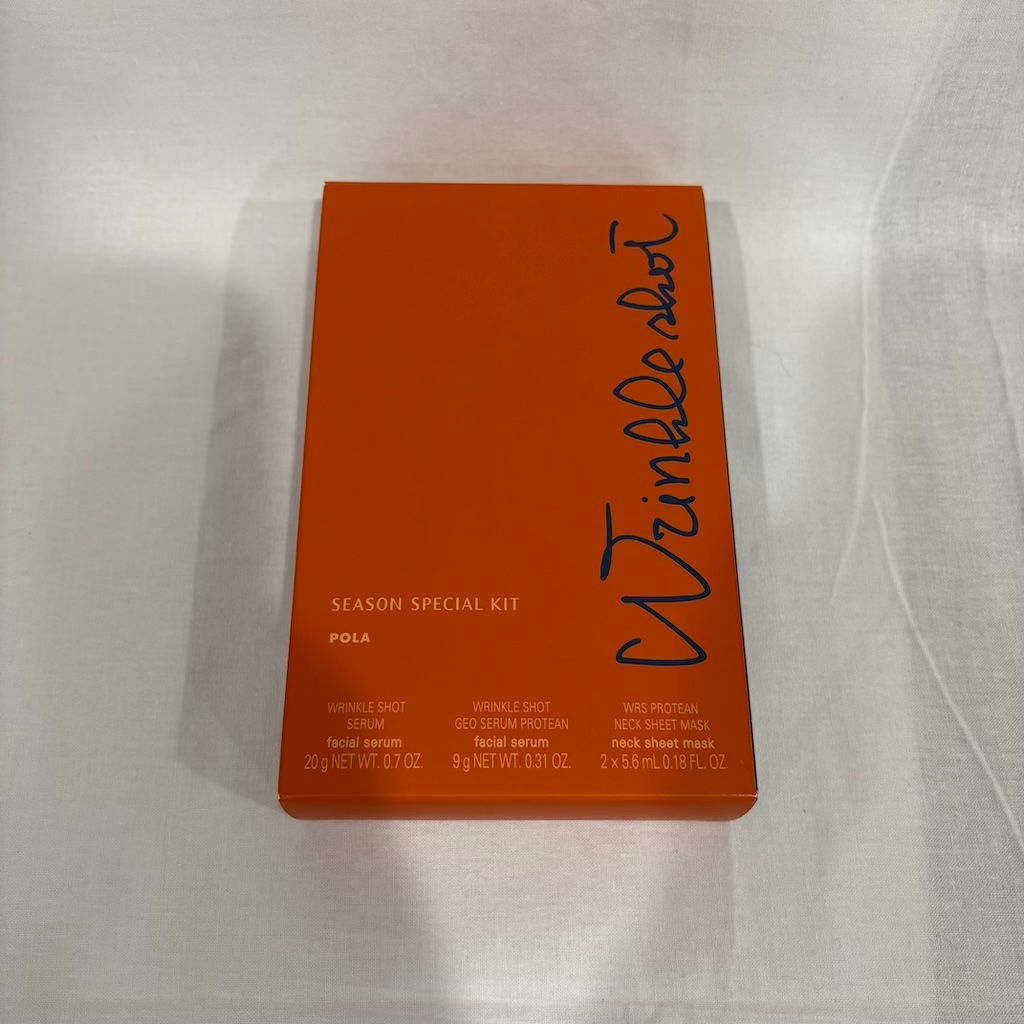 Wrinkle shot
SEASON SPECIAL KIT
POLA
WRINKLE SHOT
SERUM
facial serum
20 g NET WT. 0.7 OZ.
WRINKLE SHOT
GEO SERUM PROTEAN
facial serum
9 g NET WT. 0.31 OZ.
WRS PROTEAN
NECK SHEET MASK
neck sheet mask
2 x 5.6 mL 0.18 FL. OZ.